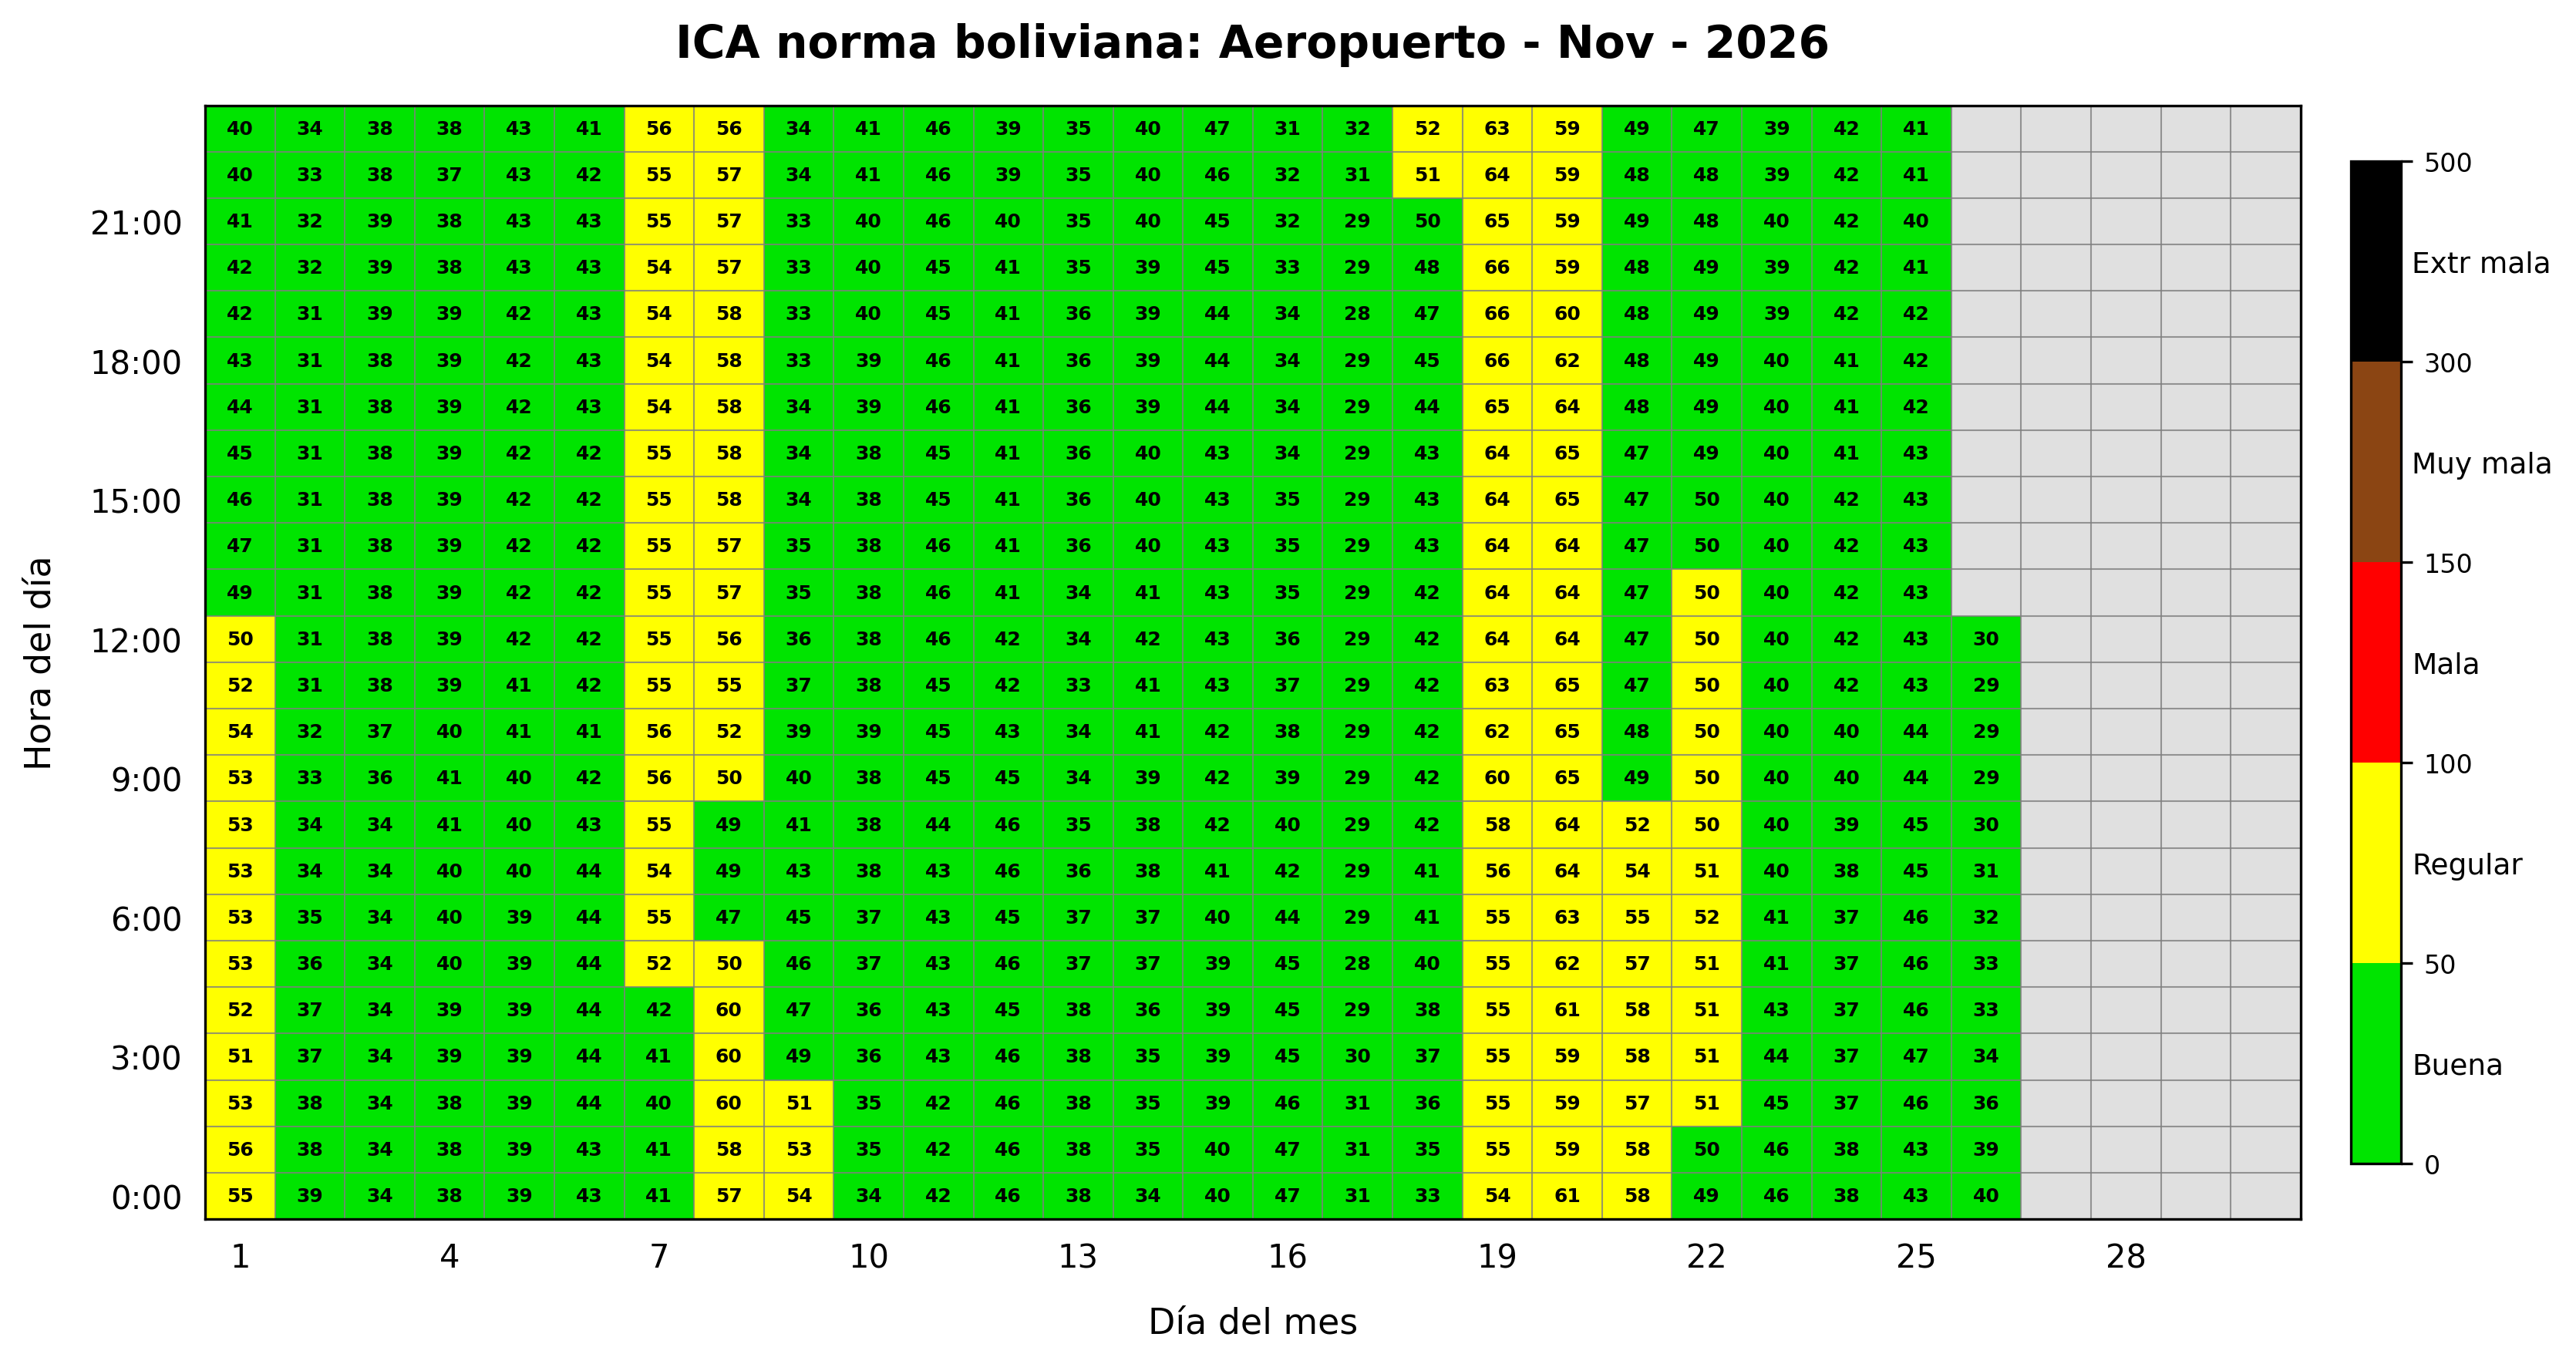 ICA norma boliviana: Aeropuerto - Nov - 2026
40 34 38 38 43 41 56 56 34 41 46 39 35 40 47 31 32 52 63 59 49 47 39 42 41
40 33 38 37 43 42 55 57 34 41 46 39 35 40 46 32 31 51 64 59 48 48 39 42 41
21:00 41 32 39 38 43 43 55 57 33 40 46 40 35 40 45 32 29 50 65 59 49 48 40 42 40
42 32 39 38 43 43 54 57 33 40 45 41 35 39 45 33 29 48 66 59 48 49 39 42 41
42 31 39 39 42 43 54 58 33 40 45 41 36 39 44 34 28 47 66 60 48 49 39 42 42
18:00 43 31 38 39 42 43 54 58 33 39 46 41 36 39 44 34 29 45 66 62 48 49 40 41 42
44 31 38 39 42 43 54 58 34 39 46 41 36 39 44 34 29 44 65 64 48 49 40 41 42
45 31 38 39 42 42 55 58 34 38 45 41 36 40 43 34 29 43 64 65 47 49 40 41 43
15:00 46 31 38 39 42 42 55 58 34 38 45 41 36 40 43 35 29 43 64 65 47 50 40 42 43
47 31 38 39 42 42 55 57 35 38 46 41 36 40 43 35 29 43 64 64 47 50 40 42 43
49 31 38 39 42 42 55 57 35 38 46 41 34 41 43 35 29 42 64 64 47 50 40 42 43
12:00 50 31 38 39 42 42 55 56 36 38 46 42 34 42 43 36 29 42 64 64 47 50 40 42 43 30
52 31 38 39 41 42 55 55 37 38 45 42 33 41 43 37 29 42 63 65 47 50 40 42 43 29
54 32 37 40 41 41 56 52 39 39 45 43 34 41 42 38 29 42 62 65 48 50 40 40 44 29
9:00 53 33 36 41 40 42 56 50 40 38 45 45 34 39 42 39 29 42 60 65 49 50 40 40 44 29
53 34 34 41 40 43 55 49 41 38 44 46 35 38 42 40 29 42 58 64 52 50 40 39 45 30
53 34 34 40 40 44 54 49 43 38 43 46 36 38 41 42 29 41 56 64 54 51 40 38 45 31
6:00 53 35 34 40 39 44 55 47 45 37 43 45 37 37 40 44 29 41 55 63 55 52 41 37 46 32
53 36 34 40 39 44 52 50 46 37 43 46 37 37 39 45 28 40 55 62 57 51 41 37 46 33
52 37 34 39 39 44 42 60 47 36 43 45 38 36 39 45 29 38 55 61 58 51 43 37 46 33
3:00 51 37 34 39 39 44 41 60 49 36 43 46 38 35 39 45 30 37 55 59 58 51 44 37 47 34
53 38 34 38 39 44 40 60 51 35 42 46 38 35 39 46 31 36 55 59 57 51 45 37 46 36
56 38 34 38 39 43 41 58 53 35 42 46 38 35 40 47 31 35 55 59 58 50 46 38 43 39
0:00 55 39 34 38 39 43 41 57 54 34 42 46 38 34 40 47 31 33 54 61 58 49 46 38 43 40
1 4 7 10 13 16 19 22 25 28
Día del mes
Hora del día
500
Extr mala
300
Muy mala
150
Mala
100
Regular
50
Buena
0